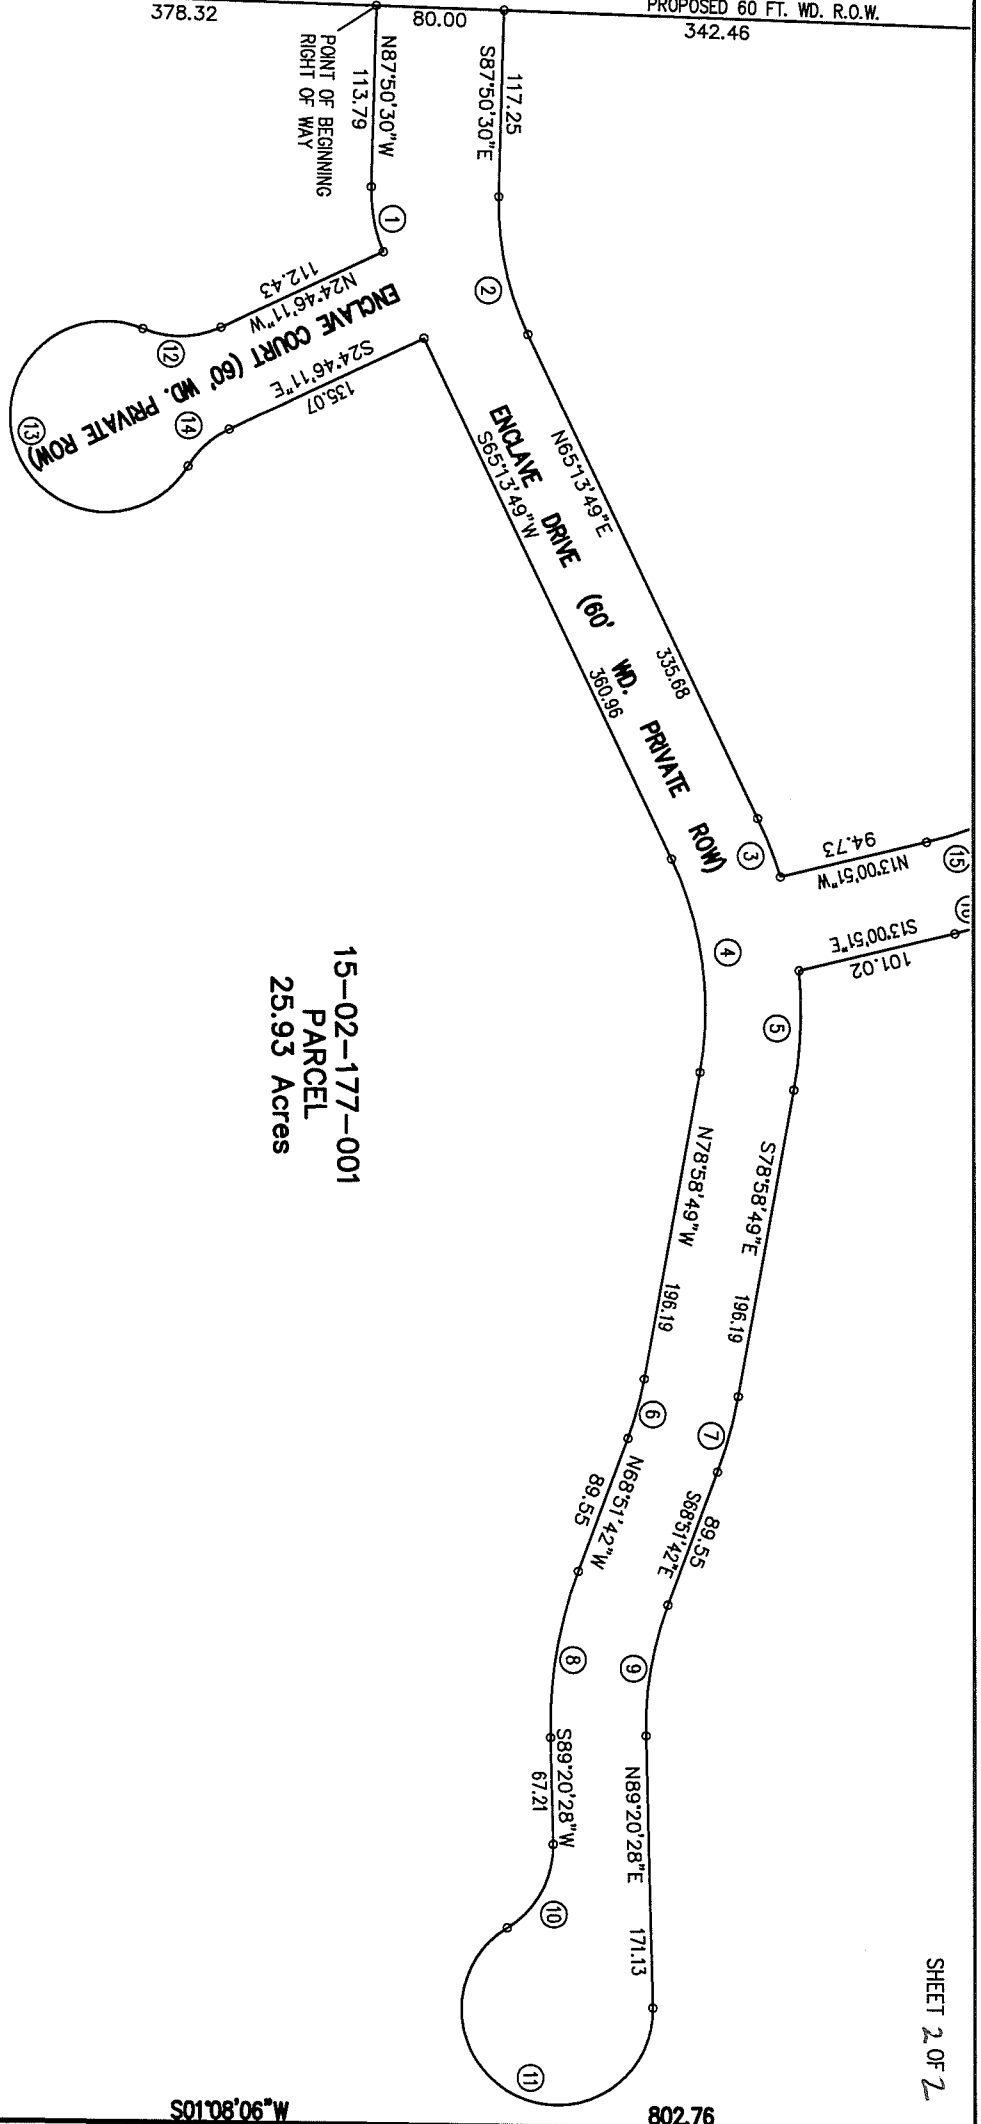 378.32
80.00
PROPOSED 60 FT. WD. R.O.W.
342.46
POINT OF BEGINNING
RIGHT OF WAY
N87°50'30"W
113.79
117.25
S87°50'30"E
1
2
112.43
N24°46'11"W
ENCLAVE COURT (60' WD. PRIVATE ROW)
S24°46'11"E
135.07
12
13
14
N65°13'49"E
335.68
ENCLAVE DRIVE (60' WD. PRIVATE ROW)
S65°13'49"W
360.96
3
94.73
N13°00'51"W
15
S13°00'51"E
101.02
4
5
15-02-177-001
PARCEL
25.93 Acres
N78°58'49"W
196.19
S78°58'49"E
196.19
6
7
N68°51'42"W
89.55
89.55
S68°51'42"E
8
9
S89°20'28"W
67.21
N89°20'28"E
171.13
10
11
SHEET 2 OF 2
S01°08'06"W
802.76